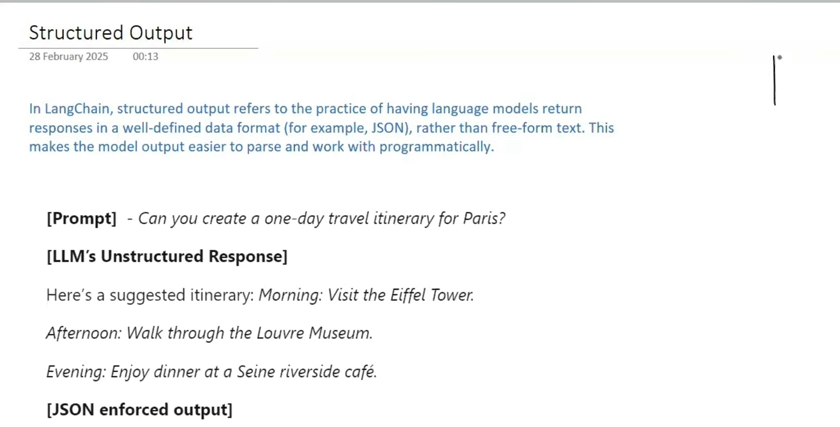 Structured Output
28 February 2025 00:13
In LangChain, structured output refers to the practice of having language models return
responses in a well-defined data format (for example, JSON), rather than free-form text. This
makes the model output easier to parse and work with programmatically.
[Prompt] - Can you create a one-day travel itinerary for Paris?
[LLM’s Unstructured Response]
Here’s a suggested itinerary: Morning: Visit the Eiffel Tower.
Afternoon: Walk through the Louvre Museum.
Evening: Enjoy dinner at a Seine riverside café.
[JSON enforced output]